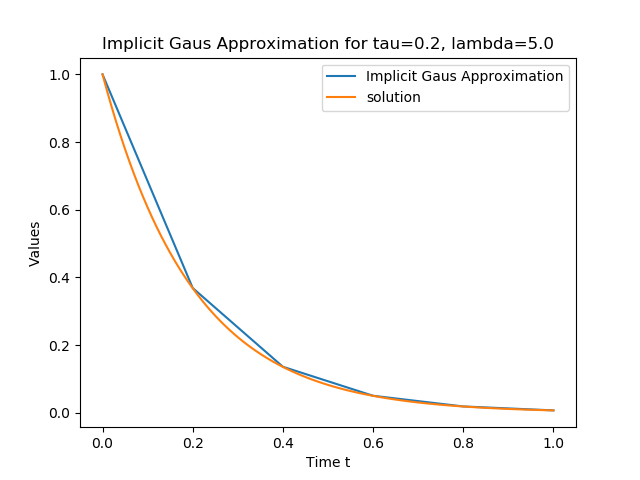 Implicit Gaus Approximation for tau=0.2, lambda=5.0
Implicit Gaus Approximation
solution
Values
1.0
0.8
0.6
0.4
0.2
0.0
0.0 0.2 0.4 0.6 0.8 1.0
Time t